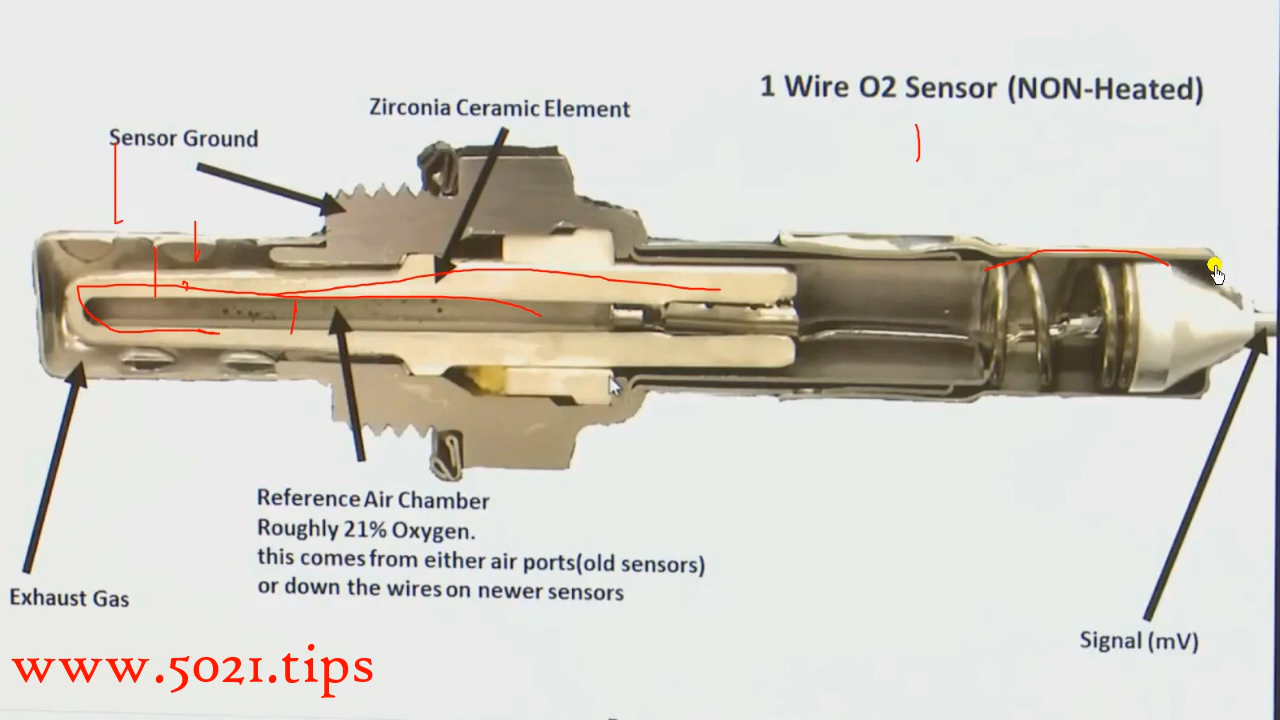 1 Wire O2 Sensor (NON-Heated)
Zirconia Ceramic Element
Sensor Ground
Reference Air Chamber
Roughly 21% Oxygen.
this comes from either air ports(old sensors)
or down the wires on newer sensors
Exhaust Gas
Signal (mV)
www.5021.tips